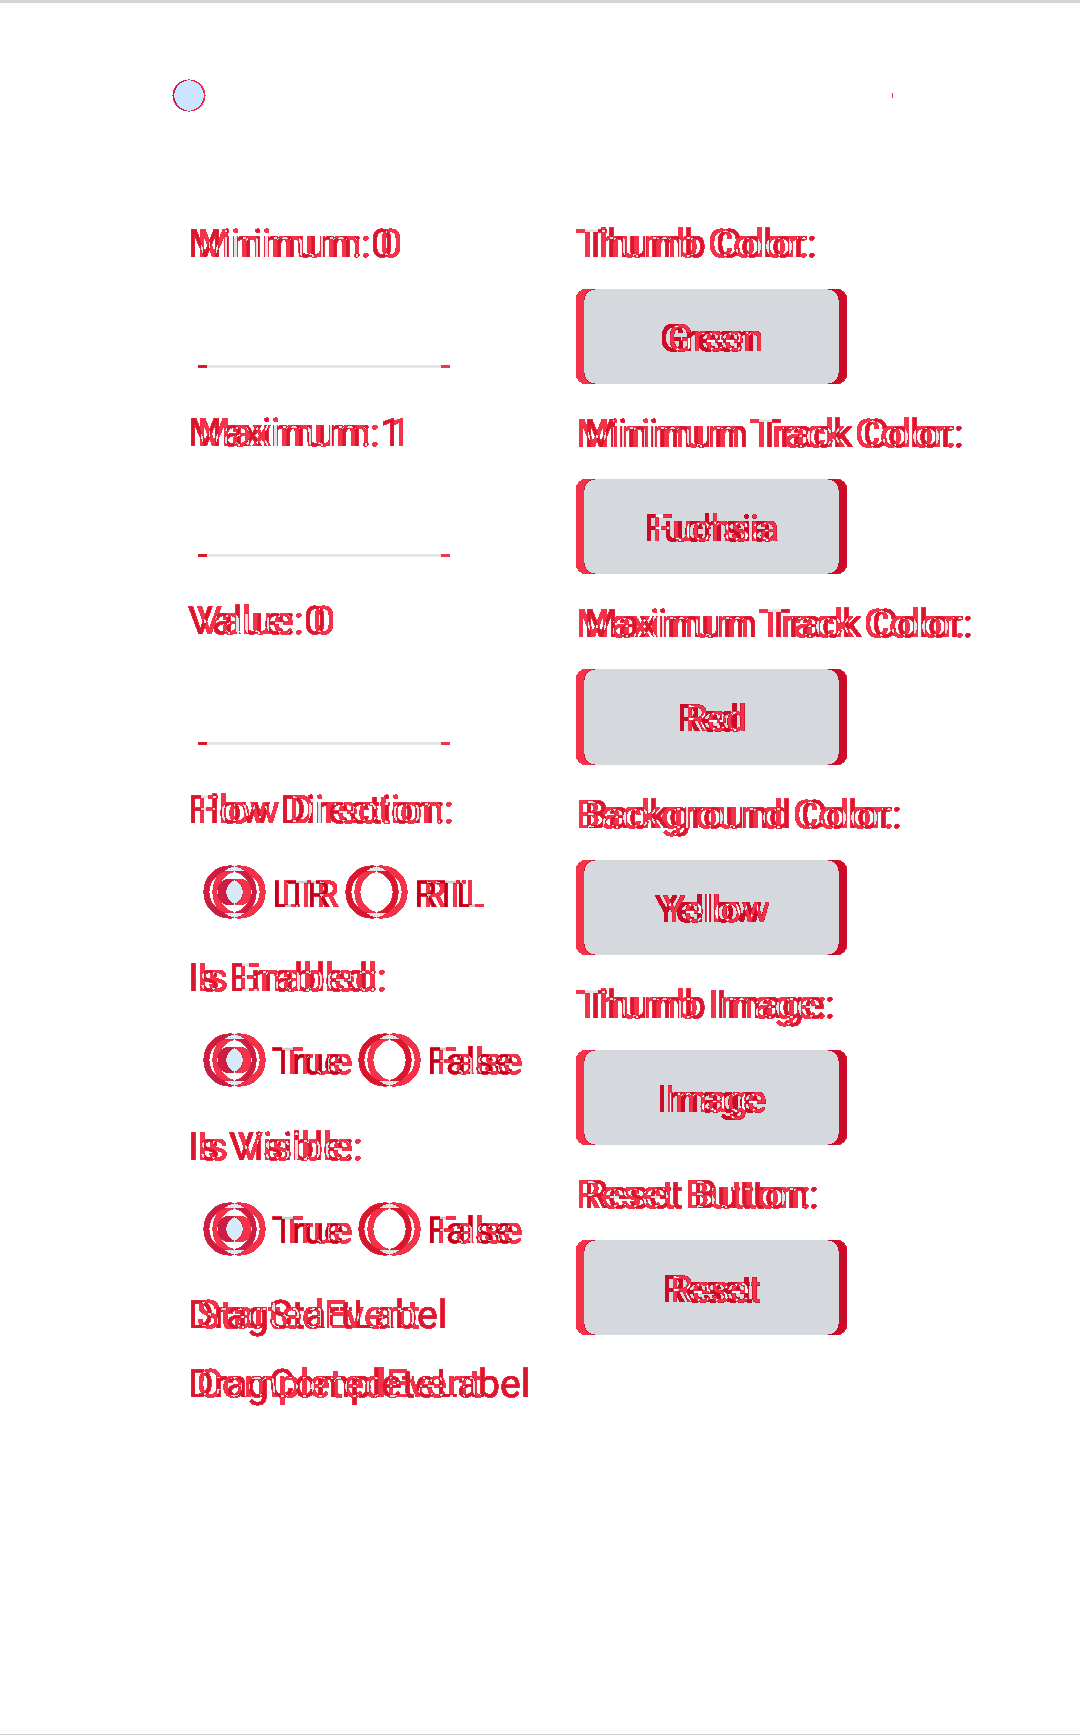 Minimum: 0
Maximum: 1
Value: 0
Flow Direction:
LTR RTL
Is Enabled:
True False
Is Visible:
True False
Thumb Color:
Green
Minimum Track Color:
Fuchsia
Maximum Track Color:
Red
Background Color:
Yellow
Thumb Image:
Image
Reset Button:
Reset